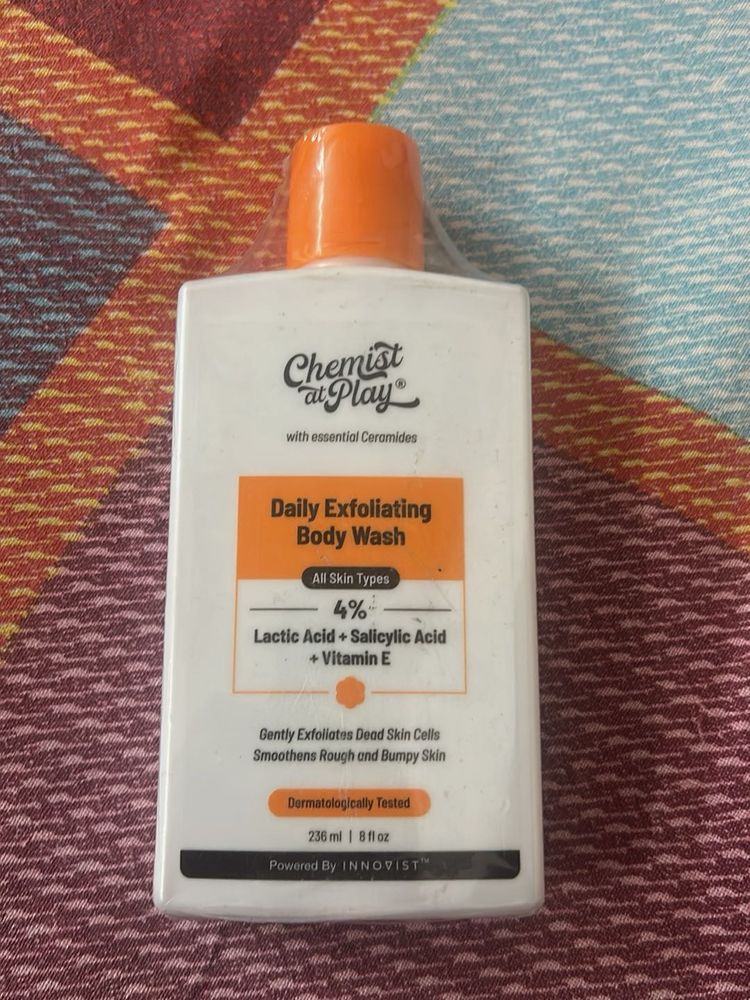 Chemist
at Play®
with essential Ceramides
Daily Exfoliating
Body Wash
All Skin Types
4%
Lactic Acid + Salicylic Acid
+ Vitamin E
Gently Exfoliates Dead Skin Cells
Smoothens Rough and Bumpy Skin
Dermatologically Tested
236 ml | 8 fl oz
Powered By INNOVIST™